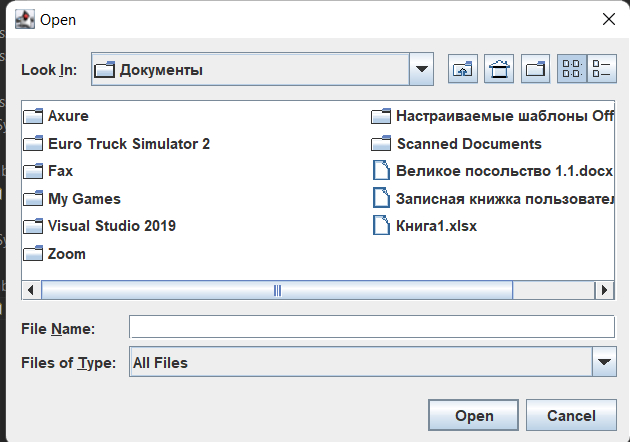 Open
Look In: Документы
Axure
Euro Truck Simulator 2
Fax
My Games
Visual Studio 2019
Zoom
Настраиваемые шаблоны Off
Scanned Documents
Великое посольство 1.1.docx
Записная книжка пользовател
Книга1.xlsx
File Name:
Files of Type: All Files
Open Cancel